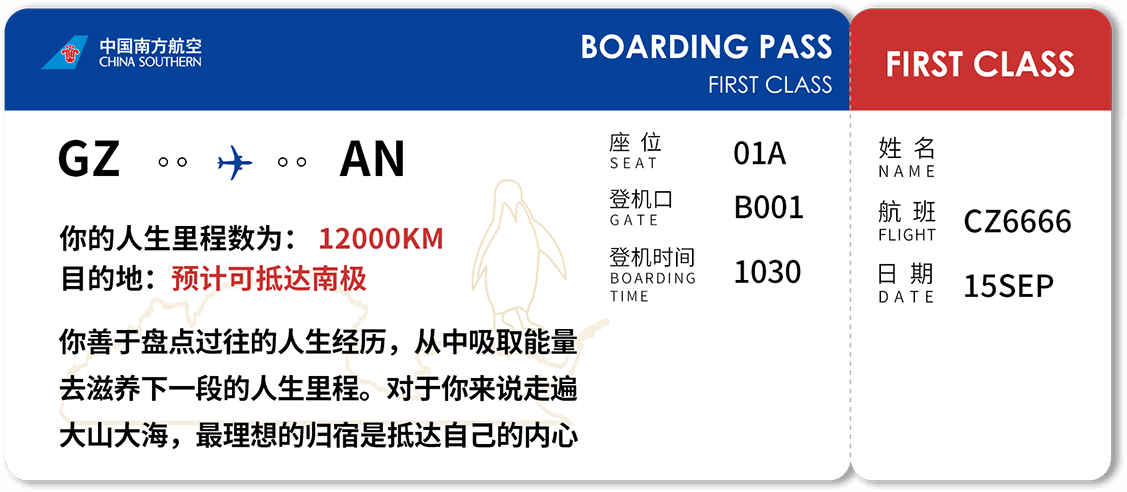 中国南方航空
CHINA SOUTHERN
BOARDING PASS
FIRST CLASS
GZ AN
你的人生里程数为： 12000KM
目的地：预计可抵达南极
你善于盘点过往的人生经历，从中吸取能量
去滋养下一段的人生里程。对于你来说走遍
大山大海，最理想的归宿是抵达自己的内心
座位 01A
SEAT
登机口 B001
GATE
登机时间 1030
BOARDING
TIME
FIRST CLASS
姓名
NAME
航班 CZ6666
FLIGHT
日期 15SEP
DATE